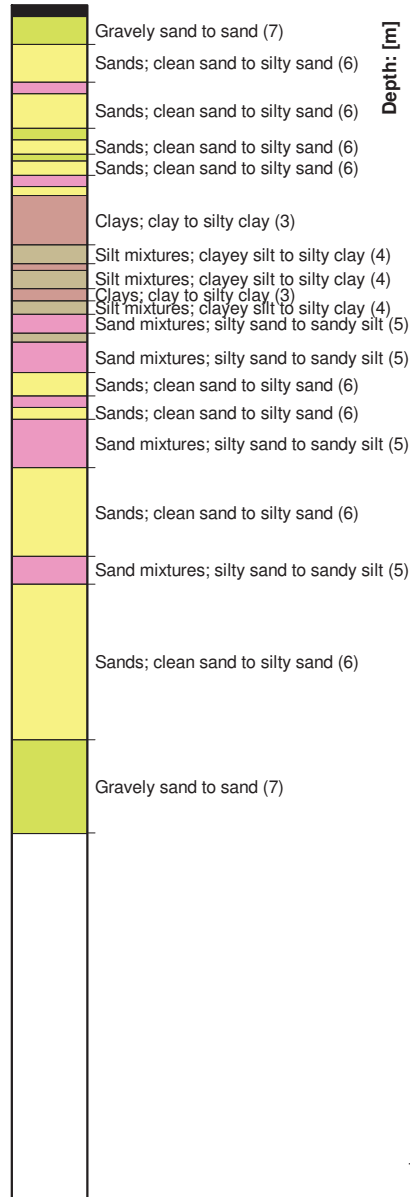 Gravely sand to sand (7)
Depth: [m]
Sands; clean sand to silty sand (6)
Sands; clean sand to silty sand (6)
Sands; clean sand to silty sand (6)
Sands; clean sand to silty sand (6)
Clays; clay to silty clay (3)
Silt mixtures; clayey silt to silty clay (4)
Silt mixtures; clayey silt to silty clay (4)
Clays; clay to silty clay (3)
Silt mixtures; clayey silt to silty clay (4)
Sand mixtures; silty sand to sandy silt (5)
Sand mixtures; silty sand to sandy silt (5)
Sands; clean sand to silty sand (6)
Sands; clean sand to silty sand (6)
Sand mixtures; silty sand to sandy silt (5)
Sands; clean sand to silty sand (6)
Sand mixtures; silty sand to sandy silt (5)
Sands; clean sand to silty sand (6)
Gravely sand to sand (7)